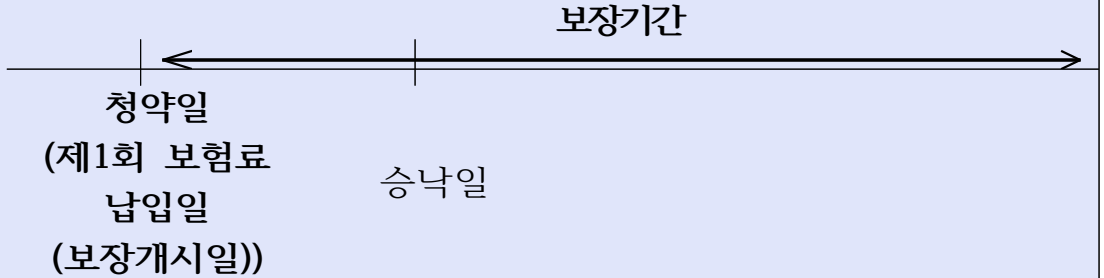 보장기간
청약일
(제1회 보험료
납입일
(보장개시일))
승낙일